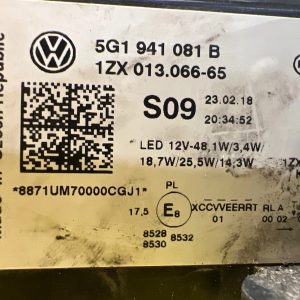 5G1 941 081 B
1ZX 013.066-65
S09 23.02.18
20:34:52
LED 12V-48,1W/3,4W
18,7W/25,5W/14,3W
*8871UM70000CGJ1*
PL
17,5 E8 XCCVVEERRT RL A
01 00 02
8528
8530 8532
Czech Republic